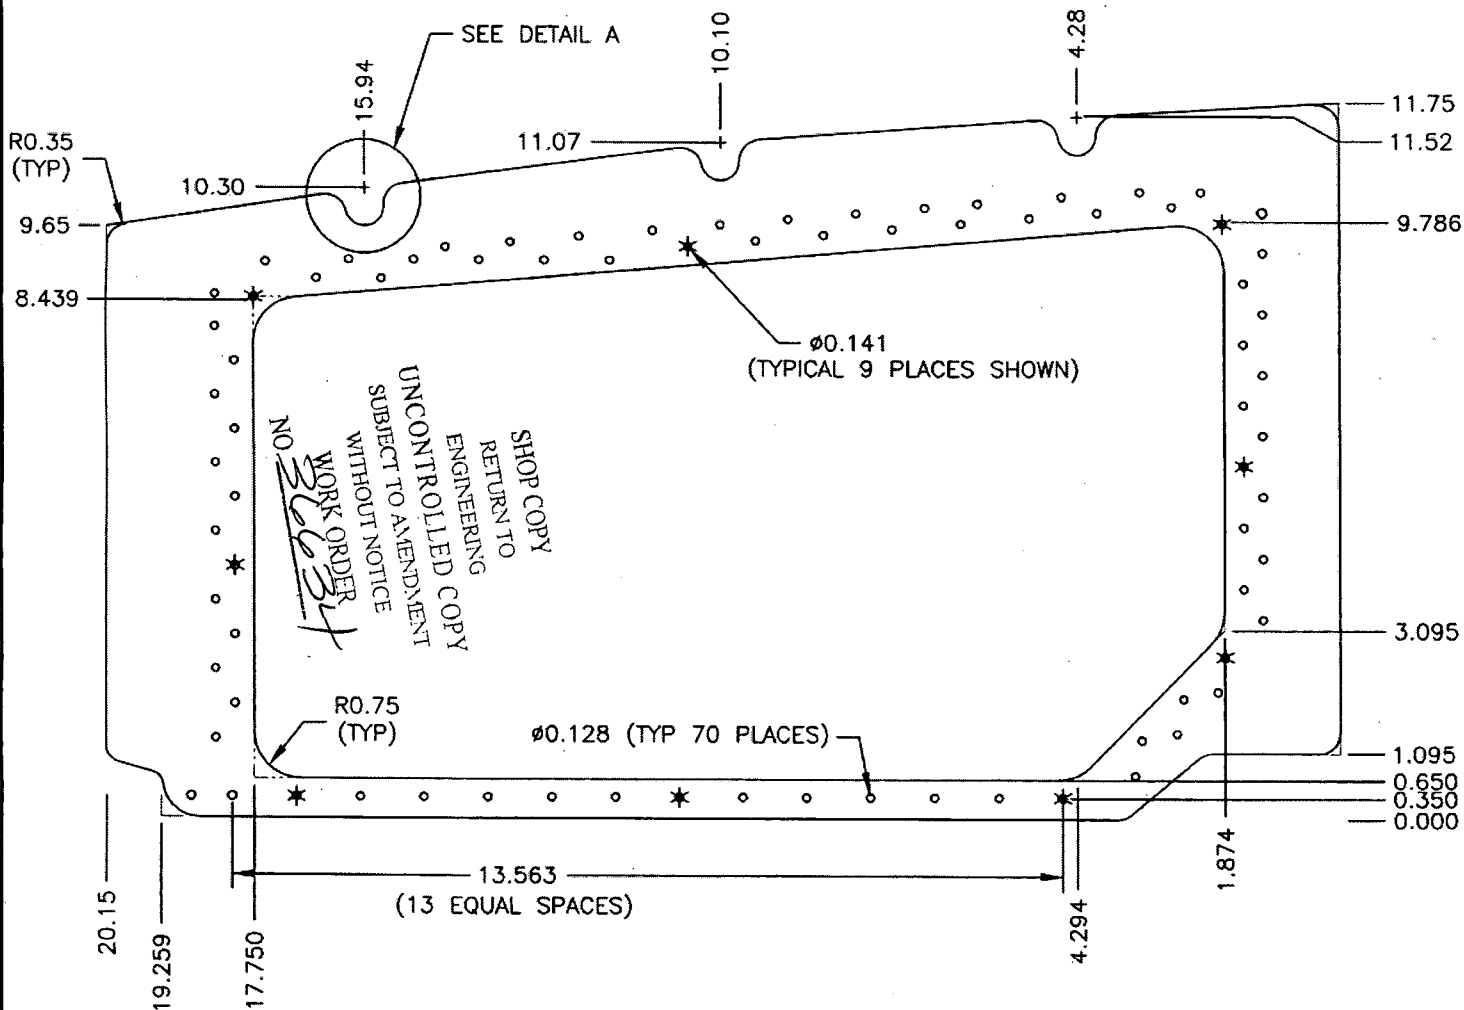 SEE DETAIL A
15.94
10.10
4.28
11.75
11.52
11.07
R0.35
(TYP)
10.30
9.65
9.786
8.439
ø0.141
(TYPICAL 9 PLACES SHOWN)
SHOP COPY
RETURN TO
ENGINEERING
UNCONTROLLED COPY
SUBJECT TO AMENDMENT
WITHOUT NOTICE
WORK ORDER
NO. 36634
3.095
R0.75
(TYP)
ø0.128 (TYP 70 PLACES)
1.095
0.650
0.350
0.000
13.563
(13 EQUAL SPACES)
20.15
19.259
17.750
4.294
1.874